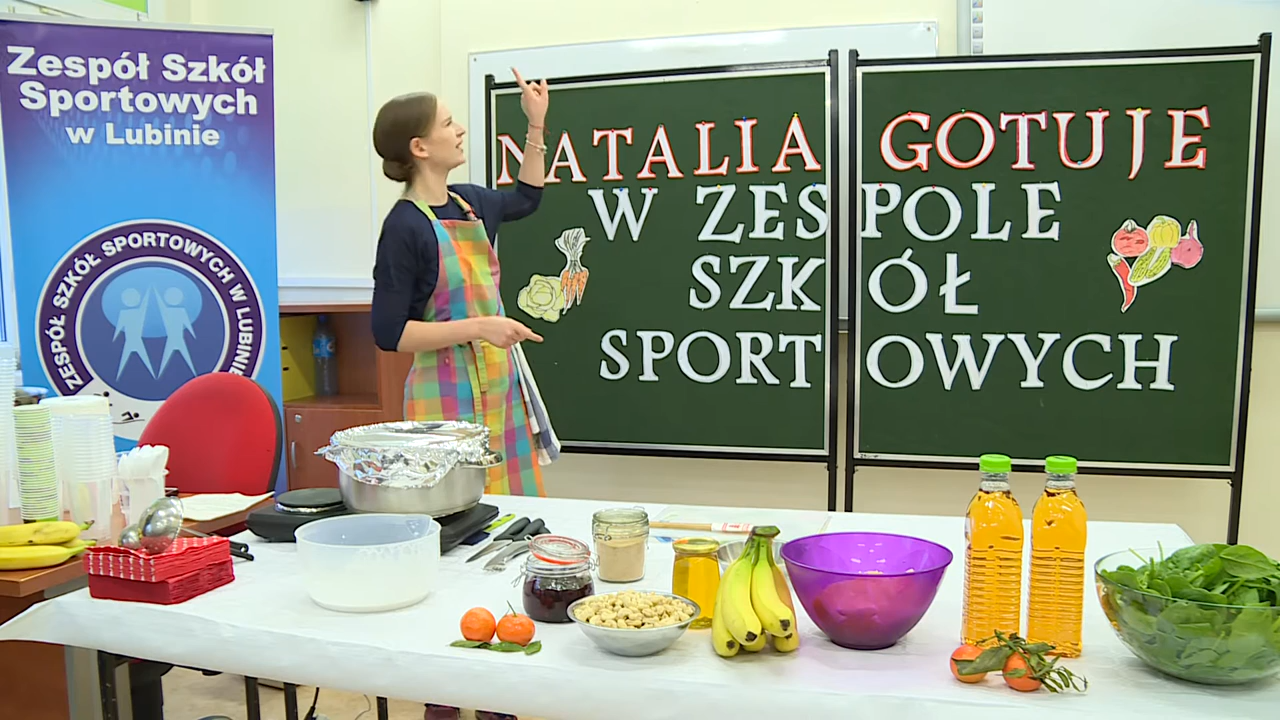 Zespół Szkół
Sportowych
w Lubinie
ZESPÓŁ SZKÓŁ SPORTOWYCH W LUBINIE
NATALIA GOTUJE
W ZESPOLE
SZKÓŁ
SPORTOWYCH